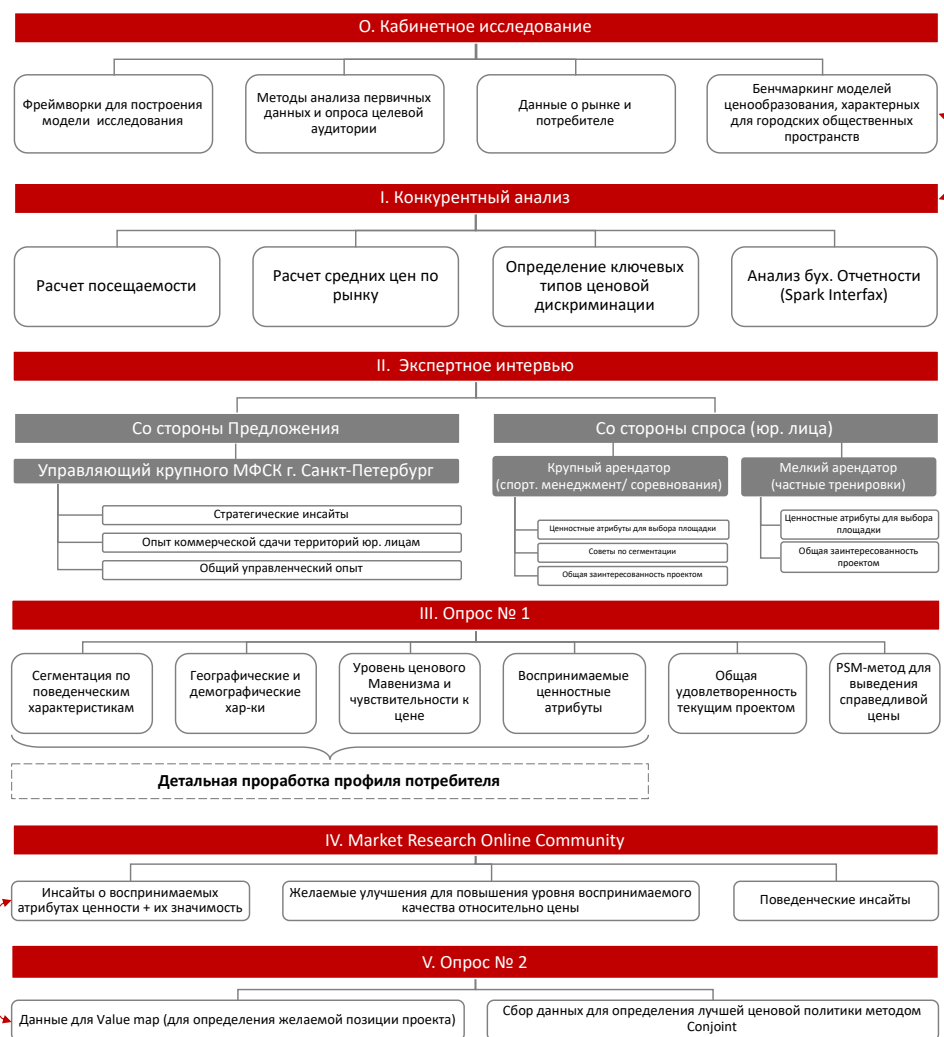 О. Кабинетное исследование
Фреймворки для построения
модели исследования
Методы анализа первичных
данных и опроса целевой
аудитории
Данные о рынке и
потребителе
Бенчмаркинг моделей
ценообразования, характерных
для городских общественных
пространств
I. Конкурентный анализ
Расчет посещаемости
Расчет средних цен по
рынку
Определение ключевых
типов ценовой
дискриминации
Анализ бух. Отчетности
(Spark Interfax)
II. Экспертное интервью
Со стороны Предложения
Управляющий крупного МФСК г. Санкт-Петербург
Стратегические инсайты
Опыт коммерческой сдачи территорий юр. лицам
Общий управленческий опыт
Со стороны спроса (юр. лица)
Крупный арендатор
(спорт. менеджмент/ соревнования)
Ценностные атрибуты для выбора площадки
Советы по сегментации
Общая заинтересованность проектом
Мелкий арендатор
(частные тренировки)
Ценностные атрибуты для выбора
площадки
Общая заинтересованность
проектом
III. Опрос № 1
Сегментация по
поведенческим
характеристикам
Географические и
демографические
хар-ки
Уровень ценового
Мавенизма и
чувствительности к
цене
Воспринимаемые
ценностные
атрибуты
Общая
удовлетворенность
текущим проектом
PSM-метод для
выведения
справедливой
цены
Детальная проработка профиля потребителя
IV. Market Research Online Community
Инсайты о воспринимаемых
атрибутах ценности + их значимость
Желаемые улучшения для повышения уровня воспринимаемого
качества относительно цены
Поведенческие инсайты
V. Опрос № 2
Данные для Value map (для определения желаемой позиции проекта)
Сбор данных для определения лучшей ценовой политики методом
Conjoint